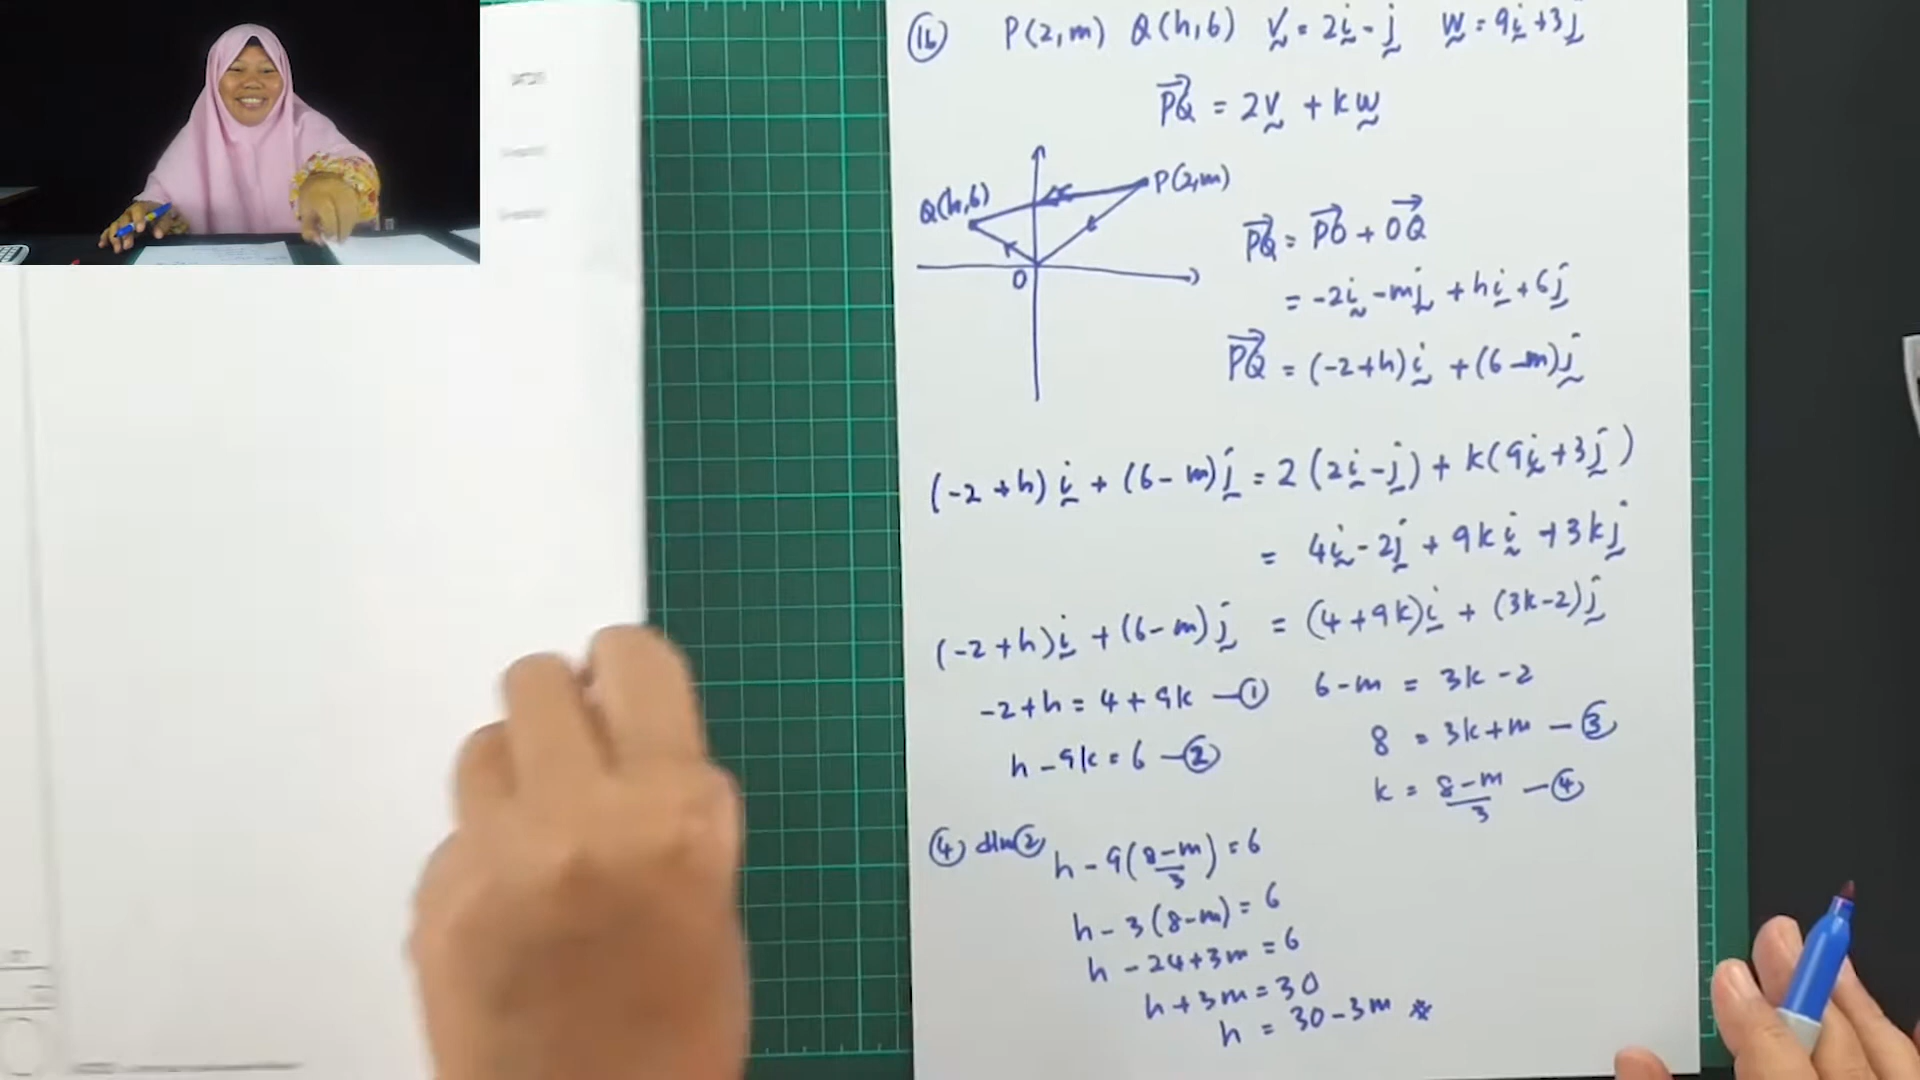 16 P(2,m) Q(h,6) v = 2i - j w = 9i + 3j
PQ = 2v + kw
Q(h,6) P(2,m)
O
PQ = PO + OQ
= -2i - mj + hi + 6j
PQ = (-2+h)i + (6-m)j
(-2+h)i + (6-m)j = 2(2i-j) + k(9i+3j)
= 4i - 2j + 9ki + 3kj
(-2+h)i + (6-m)j = (4+9k)i + (3k-2)j
-2+h = 4+9k —① 6-m = 3k-2
8 = 3k+m —③
h-9k = 6 —②
k = (8-m)/3 —④
④ dlm ② h - 9((8-m)/3) = 6
h - 3(8-m) = 6
h - 24 + 3m = 6
h + 3m = 30
h = 30 - 3m *